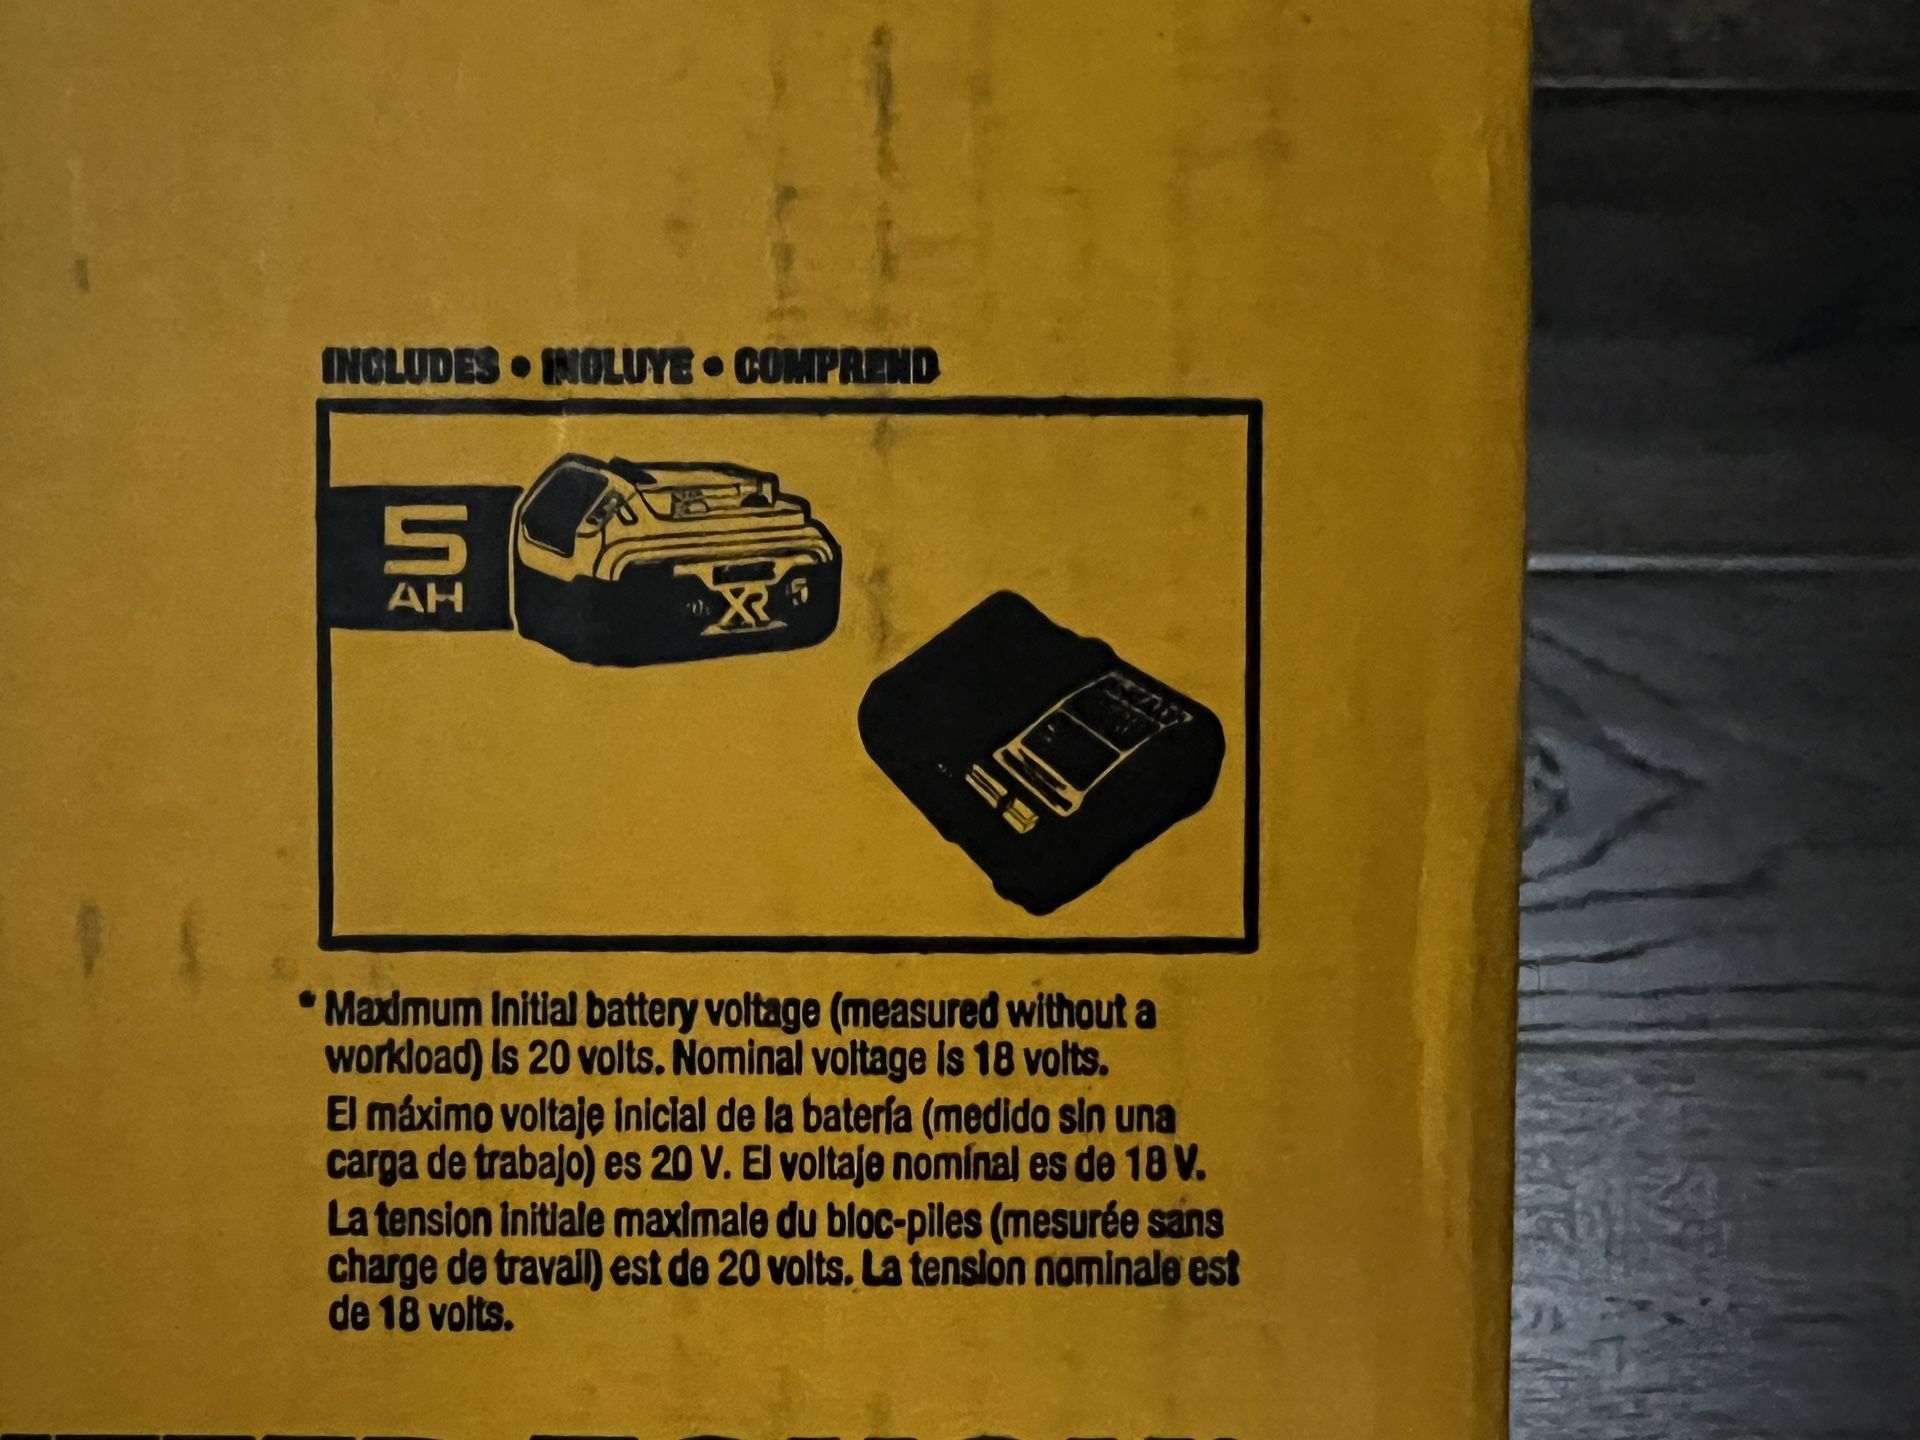 INCLUDES • INCLUYE • COMPREND
5
AH
XR
5
* Maximum initial battery voltage (measured without a
workload) is 20 volts. Nominal voltage is 18 volts.
El máximo voltaje inicial de la batería (medido sin una
carga de trabajo) es 20 V. El voltaje nominal es de 18 V.
La tension initiale maximale du bloc-piles (mesurée sans
charge de travail) est de 20 volts. La tension nominale est
de 18 volts.